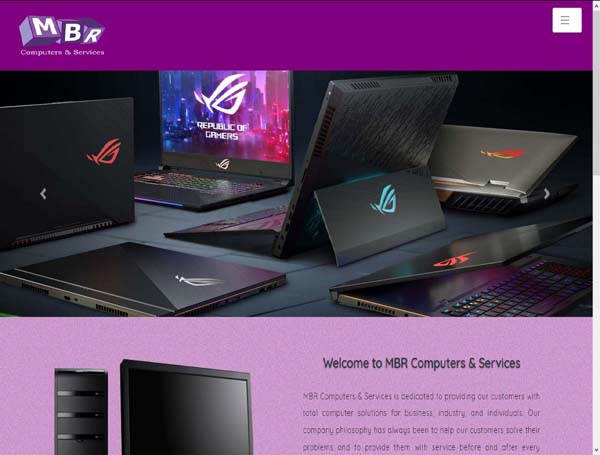 MBR
Computers & Services
REPUBLIC OF
GAMERS
Welcome to MBR Computers & Services
MBR Computers & Services is dedicated to providing our customers with
total computer solutions for business, industry, and individuals. Our
company philosophy has always been to help our customers solve their
problems and to provide them with service before and after every